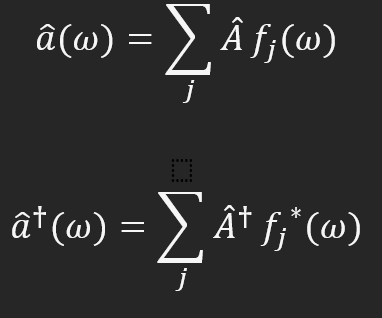 â(ω) = ∑_j Â f_j(ω)
â†(ω) = ∑_j Â† f_j*(ω)